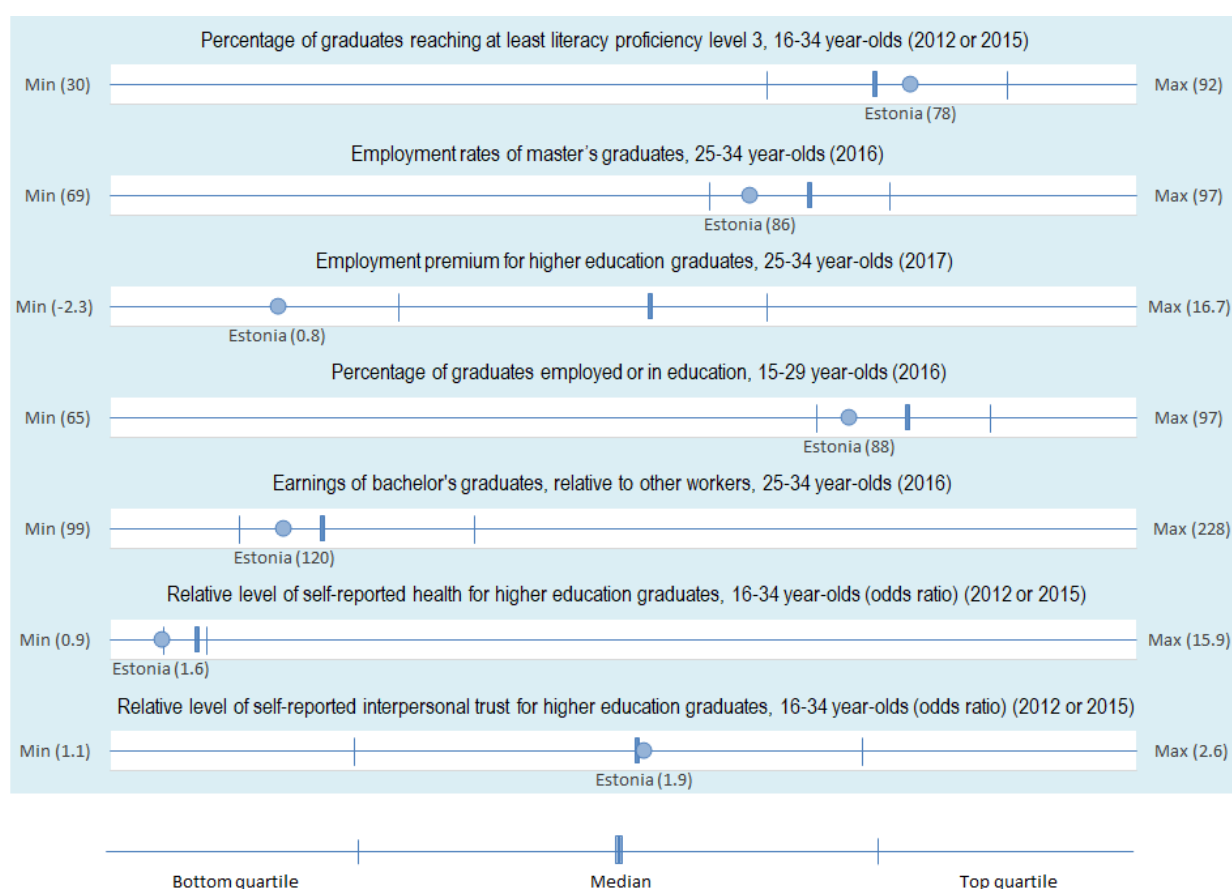 Percentage of graduates reaching at least literacy proficiency level 3, 16-34 year-olds (2012 or 2015)
Min (30)
Max (92)
Estonia (78)
Employment rates of master's graduates, 25-34 year-olds (2016)
Min (69)
Max (97)
Estonia (86)
Employment premium for higher education graduates, 25-34 year-olds (2017)
Min (-2.3)
Max (16.7)
Estonia (0.8)
Percentage of graduates employed or in education, 15-29 year-olds (2016)
Min (65)
Max (97)
Estonia (88)
Earnings of bachelor's graduates, relative to other workers, 25-34 year-olds (2016)
Min (99)
Max (228)
Estonia (120)
Relative level of self-reported health for higher education graduates, 16-34 year-olds (odds ratio) (2012 or 2015)
Min (0.9)
Max (15.9)
Estonia (1.6)
Relative level of self-reported interpersonal trust for higher education graduates, 16-34 year-olds (odds ratio) (2012 or 2015)
Min (1.1)
Max (2.6)
Estonia (1.9)
Bottom quartile
Median
Top quartile